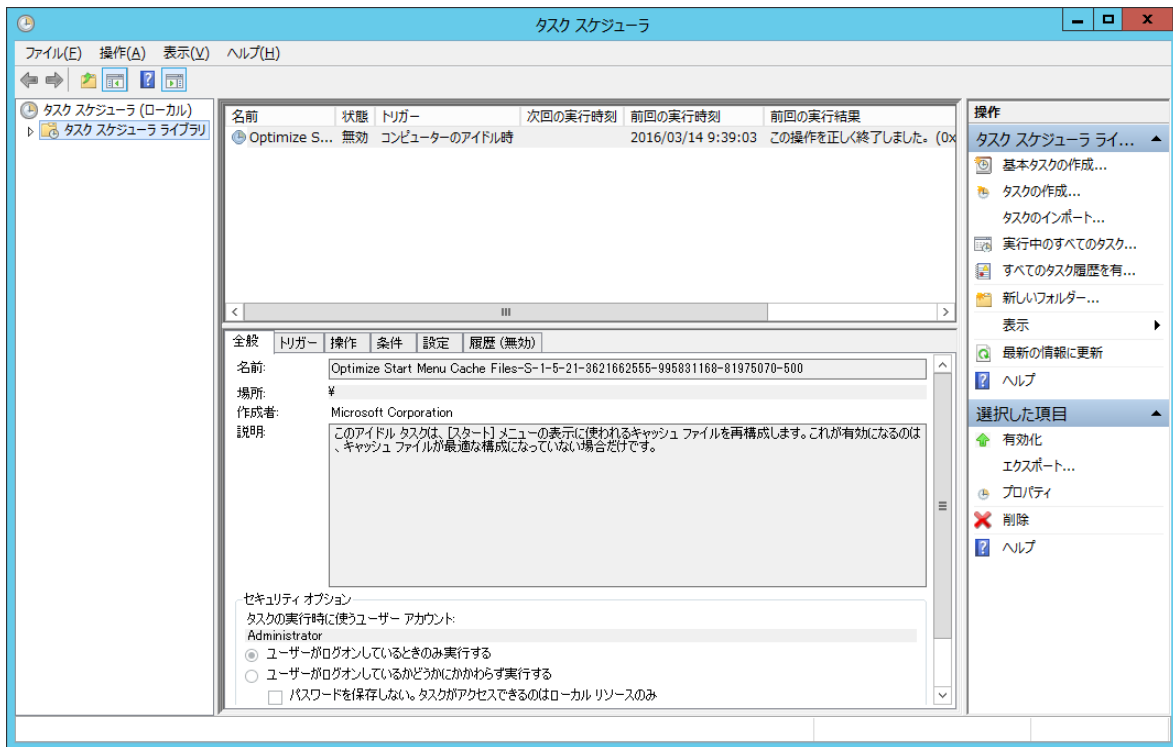 タスク スケジューラ
ファイル(F) 操作(A) 表示(V) ヘルプ(H)
タスク スケジューラ (ローカル)
タスク スケジューラ ライブラリ
名前 状態 トリガー 次回の実行時刻 前回の実行時刻 前回の実行結果
Optimize S... 無効 コンピューターのアイドル時 2016/03/14 9:39:03 この操作を正しく終了しました。(0x
全般 トリガー 操作 条件 設定 履歴 (無効)
名前: Optimize Start Menu Cache Files-S-1-5-21-3621662555-995831168-81975070-500
場所: ¥
作成者: Microsoft Corporation
説明: このアイドル タスクは、[スタート] メニューの表示に使われるキャッシュ ファイルを再構成します。これが有効になるのは
、キャッシュ ファイルが最適な構成になっていない場合だけです。
セキュリティ オプション
タスクの実行時に使うユーザー アカウント:
Administrator
ユーザーがログオンしているときのみ実行する
ユーザーがログオンしているかどうかにかかわらず実行する
パスワードを保存しない。タスクがアクセスできるのはローカル リソースのみ
操作
タスク スケジューラ ライ...
基本タスクの作成...
タスクの作成...
タスクのインポート...
実行中のすべてのタスク...
すべてのタスク履歴を有...
新しいフォルダー...
表示
最新の情報に更新
ヘルプ
選択した項目
有効化
エクスポート...
プロパティ
削除
ヘルプ